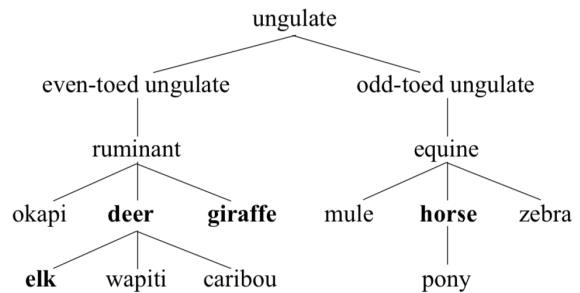 ungulate
even-toed ungulate odd-toed ungulate
ruminant equine
okapi deer giraffe mule horse zebra
elk wapiti caribou pony